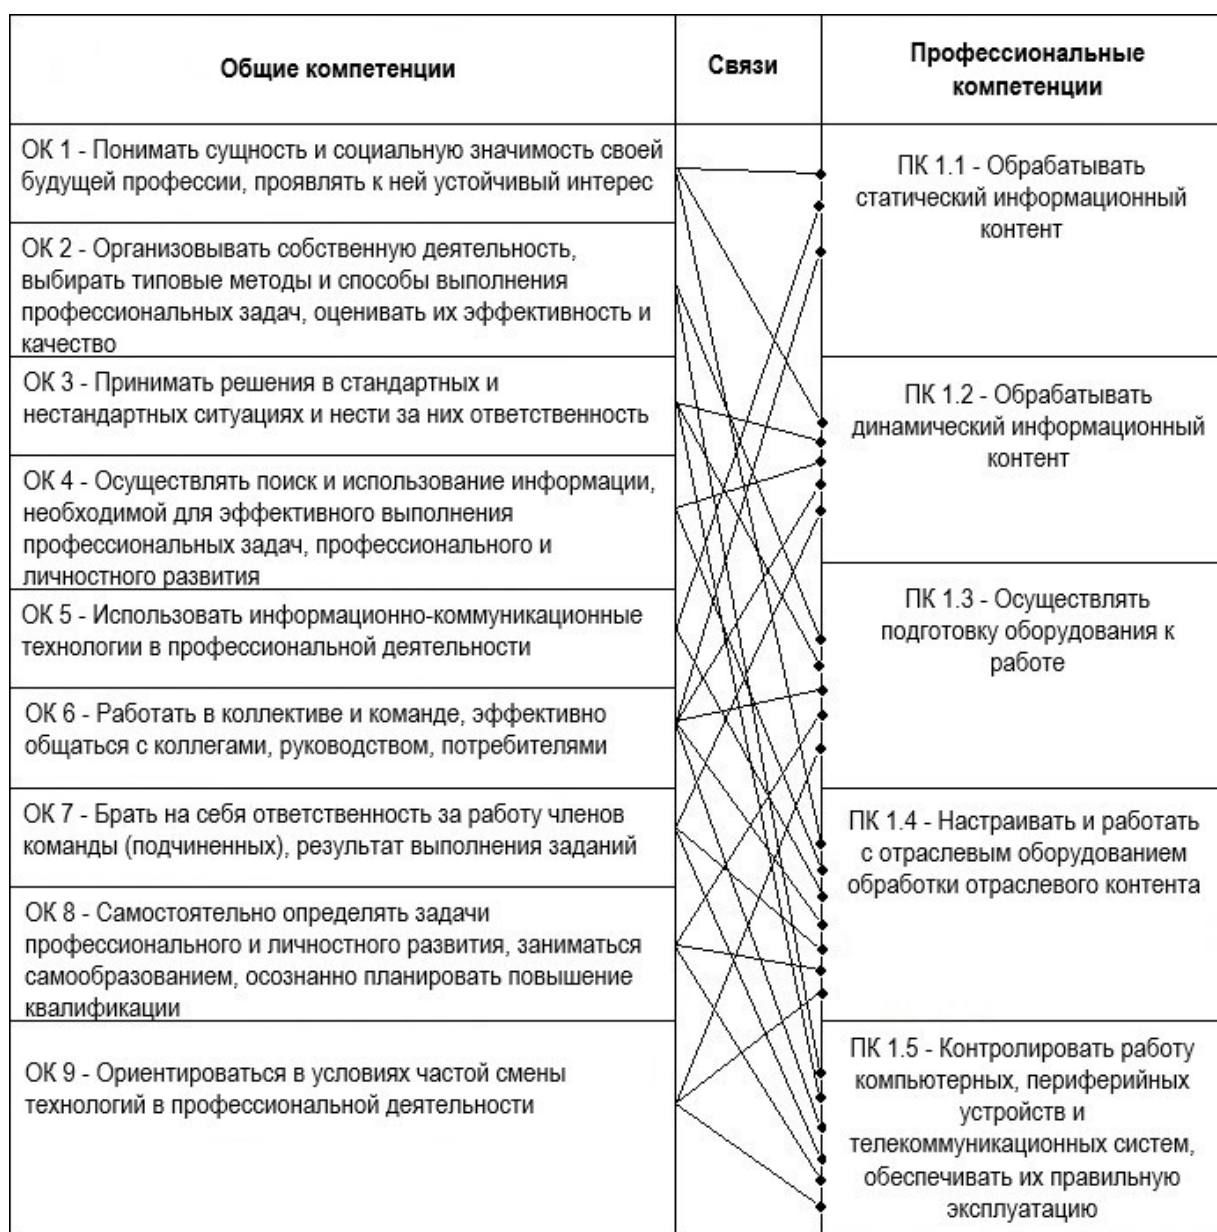 Общие компетенции
Связи
Профессиональные
компетенции
ОК 1 - Понимать сущность и социальную значимость своей
будущей профессии, проявлять к ней устойчивый интерес
ОК 2 - Организовывать собственную деятельность,
выбирать типовые методы и способы выполнения
профессиональных задач, оценивать их эффективность и
качество
ОК 3 - Принимать решения в стандартных и
нестандартных ситуациях и нести за них ответственность
ОК 4 - Осуществлять поиск и использование информации,
необходимой для эффективного выполнения
профессиональных задач, профессионального и
личностного развития
ОК 5 - Использовать информационно-коммуникационные
технологии в профессиональной деятельности
ОК 6 - Работать в коллективе и команде, эффективно
общаться с коллегами, руководством, потребителями
ОК 7 - Брать на себя ответственность за работу членов
команды (подчиненных), результат выполнения заданий
ОК 8 - Самостоятельно определять задачи
профессионального и личностного развития, заниматься
самообразованием, осознанно планировать повышение
квалификации
ОК 9 - Ориентироваться в условиях частой смены
технологий в профессиональной деятельности
ПК 1.1 - Обрабатывать
статический информационный
контент
ПК 1.2 - Обрабатывать
динамический информационный
контент
ПК 1.3 - Осуществлять
подготовку оборудования к
работе
ПК 1.4 - Настраивать и работать
с отраслевым оборудованием
обработки отраслевого контента
ПК 1.5 - Контролировать работу
компьютерных, периферийных
устройств и
телекоммуникационных систем,
обеспечивать их правильную
эксплуатацию